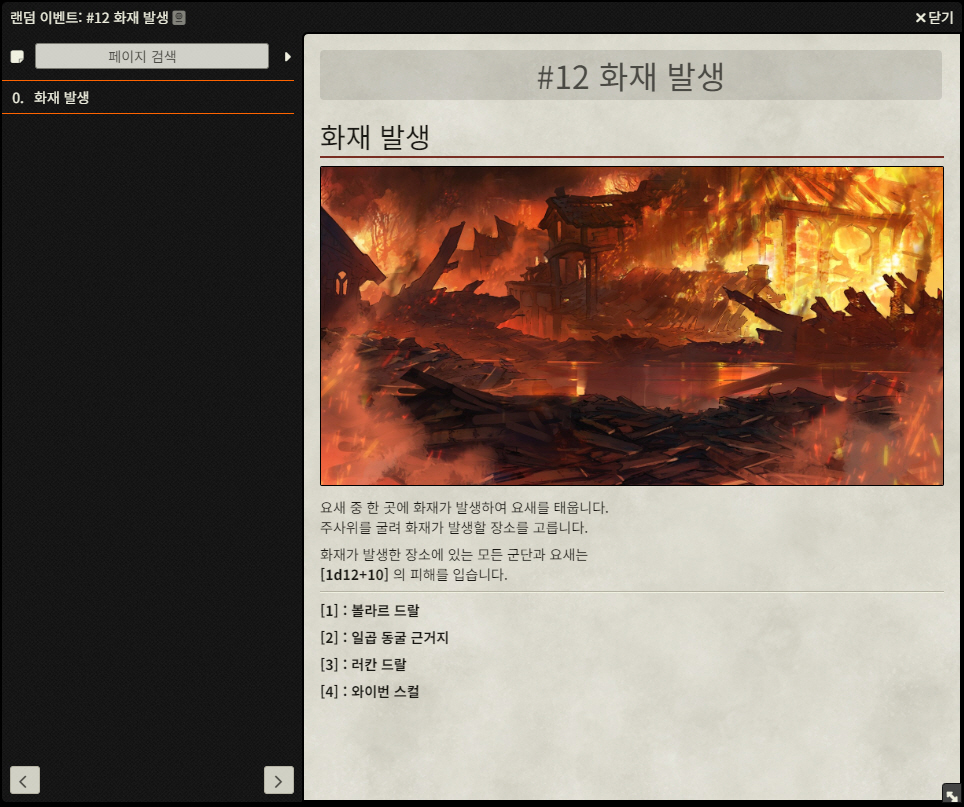 랜덤 이벤트: #12 화재 발생
닫기
페이지 검색
0. 화재 발생
#12 화재 발생
화재 발생
요새 중 한 곳에 화재가 발생하여 요새를 태웁니다.
주사위를 굴려 화재가 발생할 장소를 고릅니다.
화재가 발생한 장소에 있는 모든 군단과 요새는
[1d12+10] 의 피해를 입습니다.
[1] : 볼라르 드랄
[2] : 일곱 동굴 근거지
[3] : 러칸 드랄
[4] : 와이번 스컬